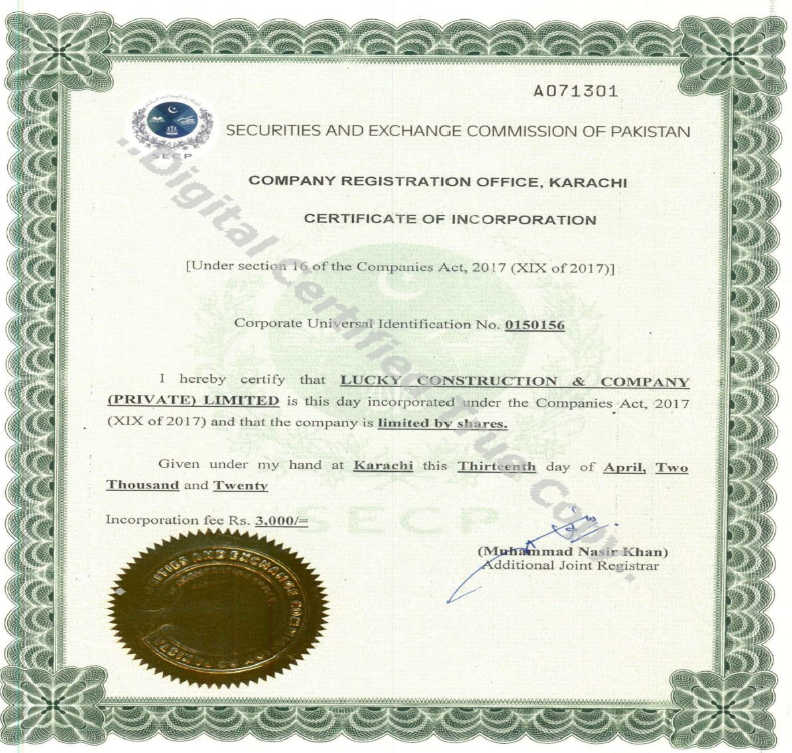 A071301
SECP
SECURITIES AND EXCHANGE COMMISSION OF PAKISTAN
COMPANY REGISTRATION OFFICE, KARACHI
CERTIFICATE OF INCORPORATION
[Under section 16 of the Companies Act, 2017 (XIX of 2017)]
Corporate Universal Identification No. 0150156
I hereby certify that LUCKY CONSTRUCTION & COMPANY
(PRIVATE) LIMITED is this day incorporated under the Companies Act, 2017
(XIX of 2017) and that the company is limited by shares.
Given under my hand at Karachi this Thirteenth day of April, Two
Thousand and Twenty
Incorporation fee Rs. 3,000/=
SECP
(Muhammad Nasir Khan)
Additional Joint Registrar
..Digital Certified True Copy..